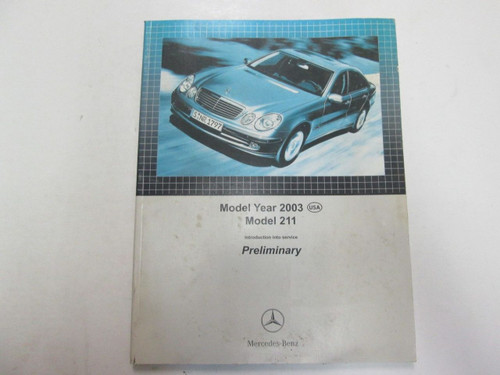 Model Year 2003 USA
Model 211
Introduction into service
Preliminary
Mercedes-Benz